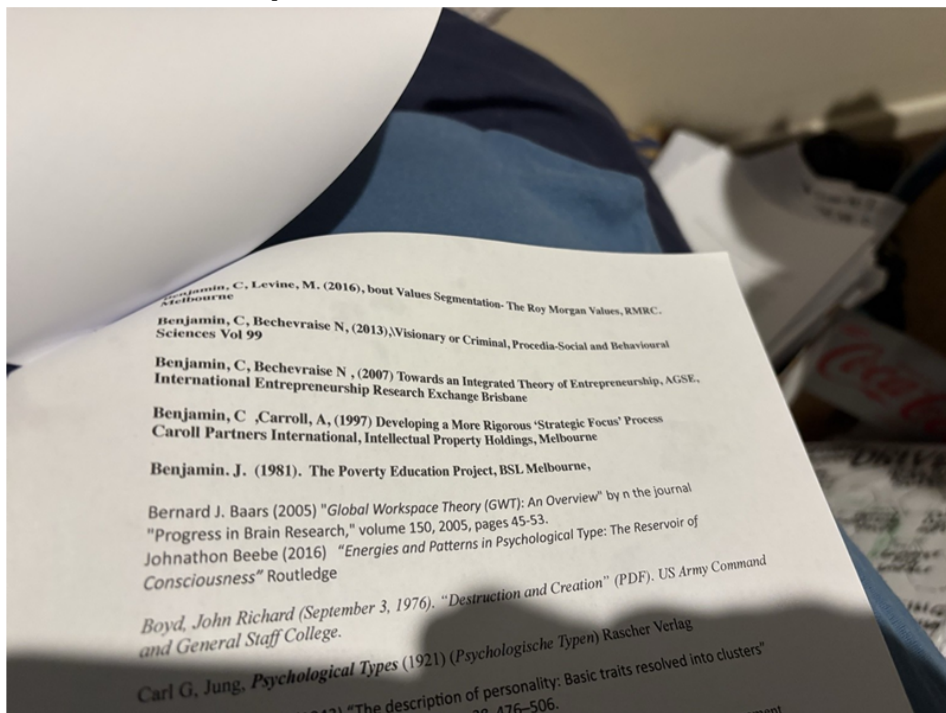 Benjamin, C, Levine, M. (2016), bout Values Segmentation- The Roy Morgan Values, RMRC.
Melbourne
Benjamin, C, Bechevraise N, (2013),\Visionary or Criminal, Procedia-Social and Behavioural
Sciences Vol 99
Benjamin, C, Bechevraise N , (2007) Towards an Integrated Theory of Entrepreneurship, AGSE,
International Entrepreneurship Research Exchange Brisbane
Benjamin, C ,Carroll, A, (1997) Developing a More Rigorous ‘Strategic Focus’ Process
Caroll Partners International, Intellectual Property Holdings, Melbourne
Benjamin. J. (1981). The Poverty Education Project, BSL Melbourne,
Bernard J. Baars (2005) "Global Workspace Theory (GWT): An Overview" by n the journal
"Progress in Brain Research," volume 150, 2005, pages 45-53.
Johnathon Beebe (2016) “Energies and Patterns in Psychological Type: The Reservoir of
Consciousness” Routledge
Boyd, John Richard (September 3, 1976). “Destruction and Creation” (PDF). US Army Command
and General Staff College.
Carl G, Jung, Psychological Types (1921) (Psychologische Typen) Rascher Verlag
“The description of personality: Basic traits resolved into clusters”
476–506.
Coca